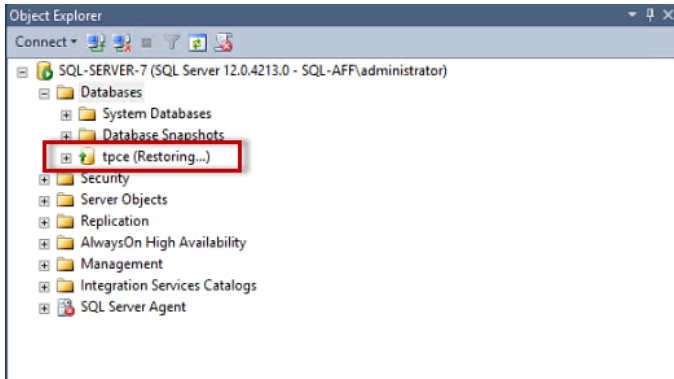 Object Explorer
Connect
SQL-SERVER-7 (SQL Server 12.0.4213.0 - SQL-AFF\administrator)
Databases
System Databases
Database Snapshots
tpce (Restoring...)
Security
Server Objects
Replication
AlwaysOn High Availability
Management
Integration Services Catalogs
SQL Server Agent